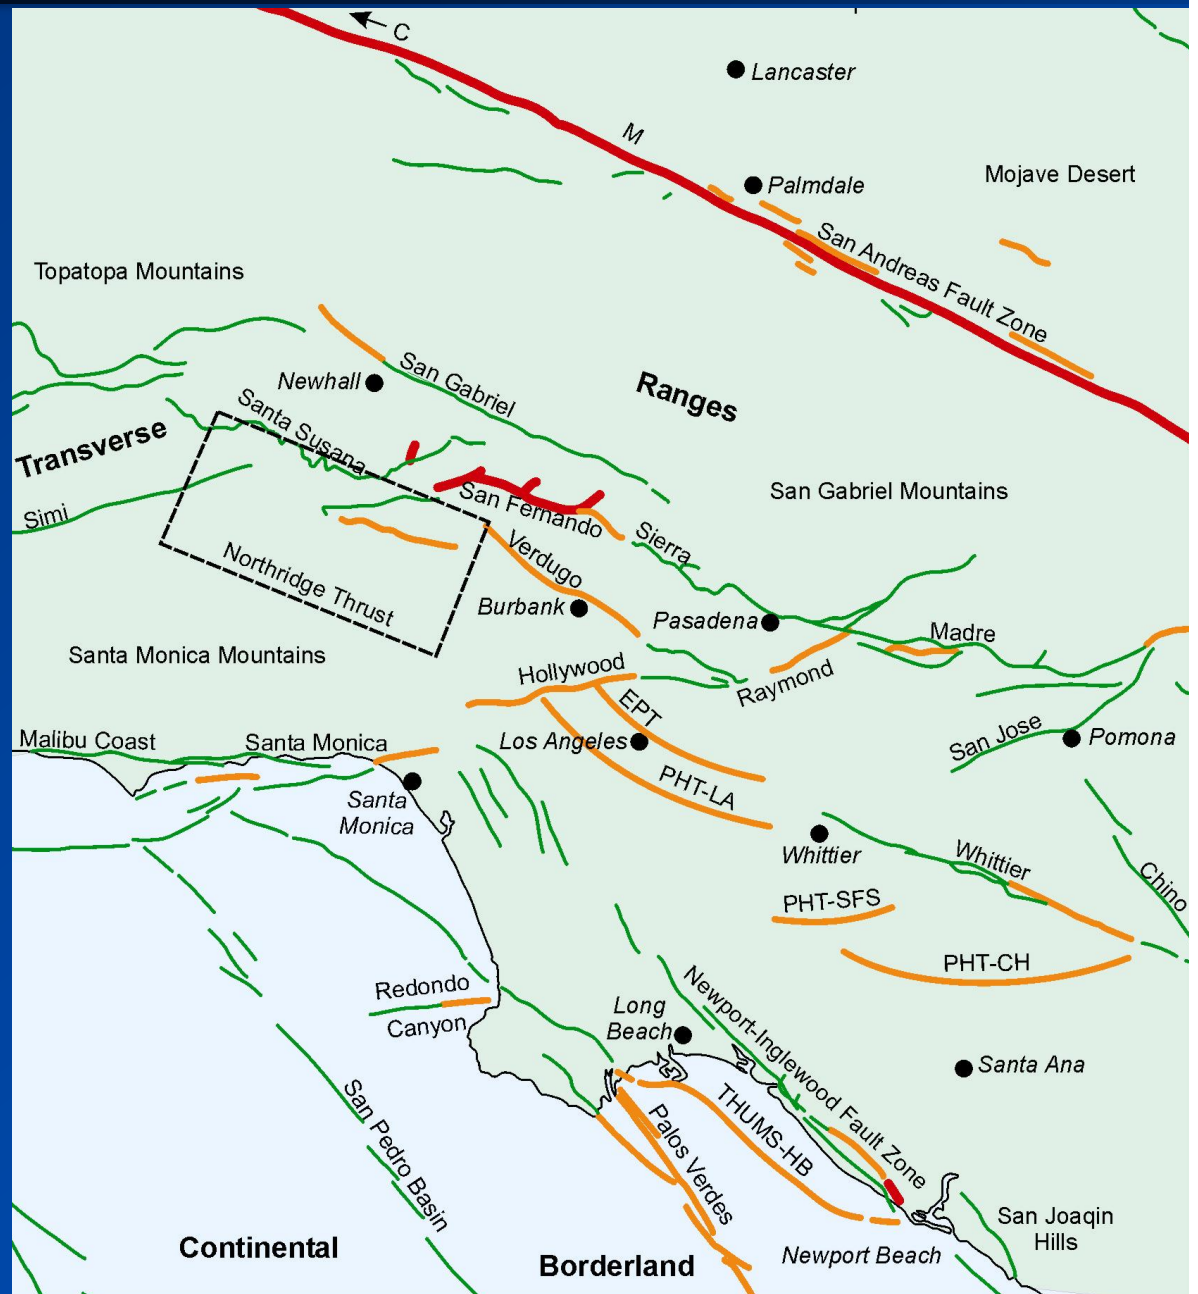 C
Lancaster
M
Mojave Desert
Palmdale
San Andreas Fault Zone
Topatopa Mountains
Newhall
San Gabriel
Ranges
Santa Susana
Transverse
San Gabriel Mountains
Simi
San Fernando
Sierra
Verdugo
Northridge Thrust
Burbank
Pasadena
Madre
Santa Monica Mountains
Hollywood
Raymond
EPT
San Jose
Pomona
Malibu Coast
Santa Monica
Los Angeles
PHT-LA
Santa
Monica
Whittier
Whittier
Chino
PHT-SFS
PHT-CH
Redondo
Canyon
Long
Beach
Newport-Inglewood Fault Zone
Santa Ana
San Pedro Basin
Palos Verdes
THUMS-HB
San Joaqin
Hills
Continental
Borderland
Newport Beach